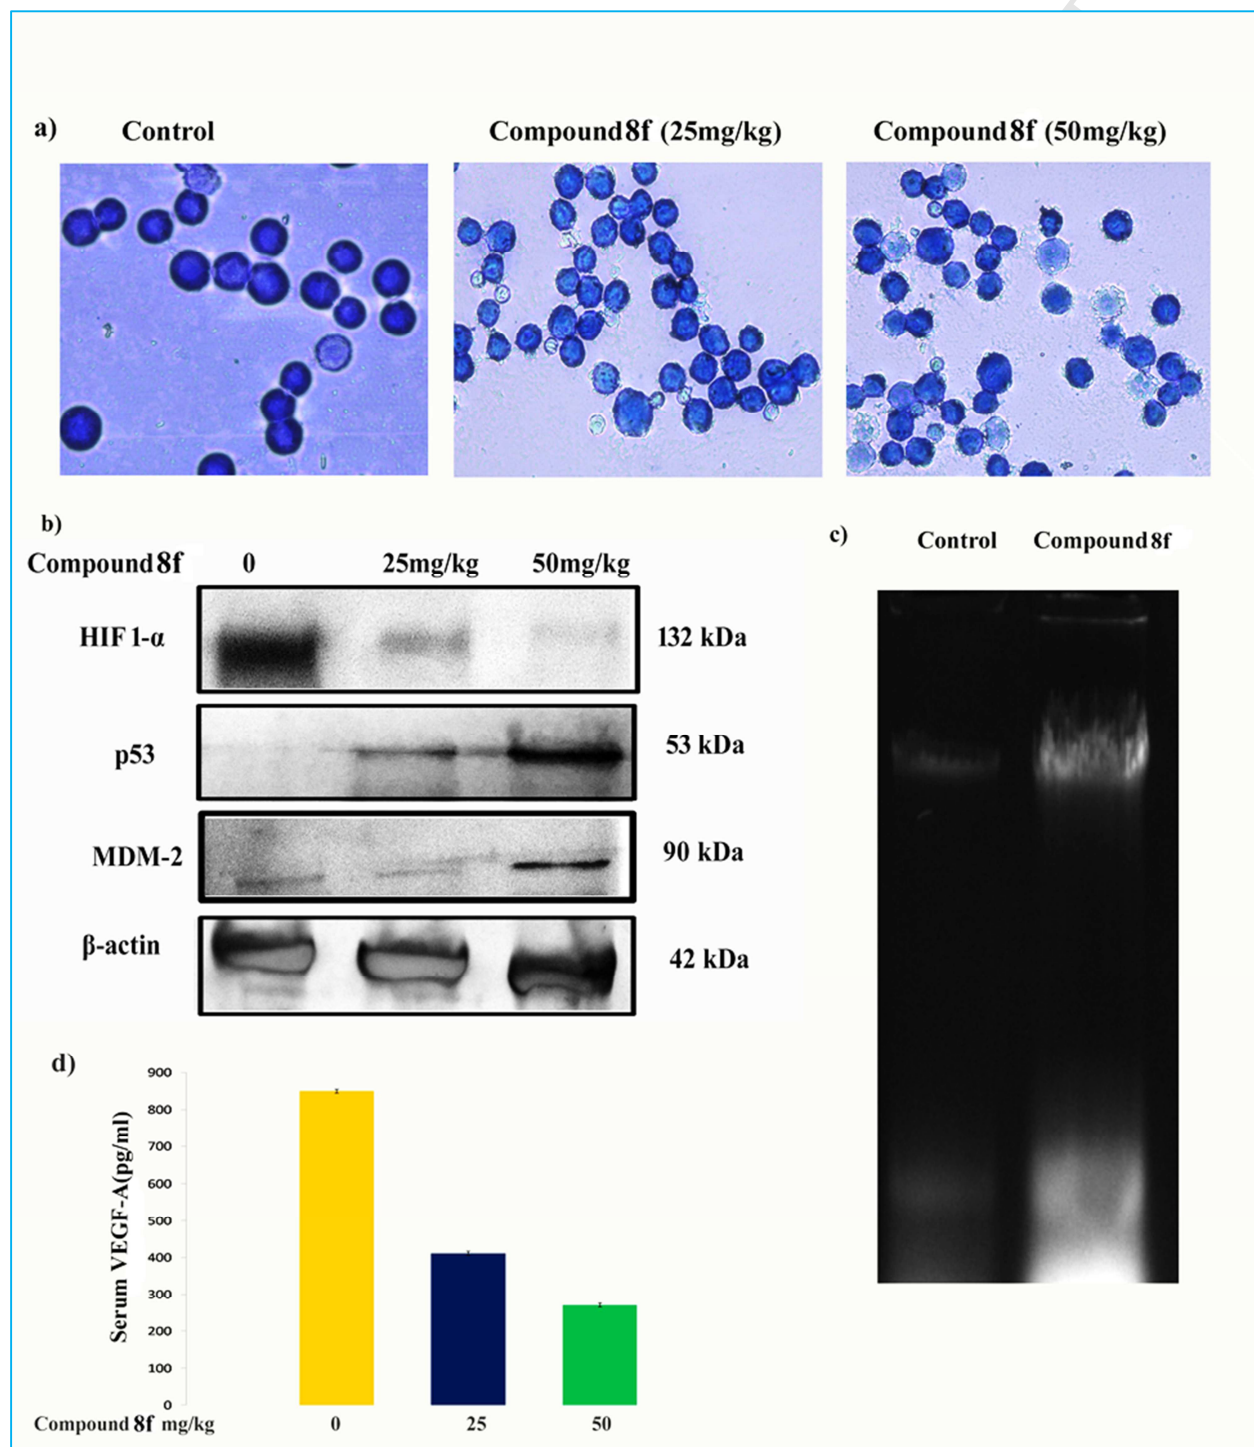 a)
Control
Compound 8f (25mg/kg)
Compound 8f (50mg/kg)
b)
Compound 8f 0 25mg/kg 50mg/kg
HIF 1-α 132 kDa
p53 53 kDa
MDM-2 90 kDa
β-actin 42 kDa
c)
Control Compound 8f
d)
Serum VEGF-A(pg/ml)
900
800
700
600
500
400
300
200
100
0
Compound 8f mg/kg 0 25 50